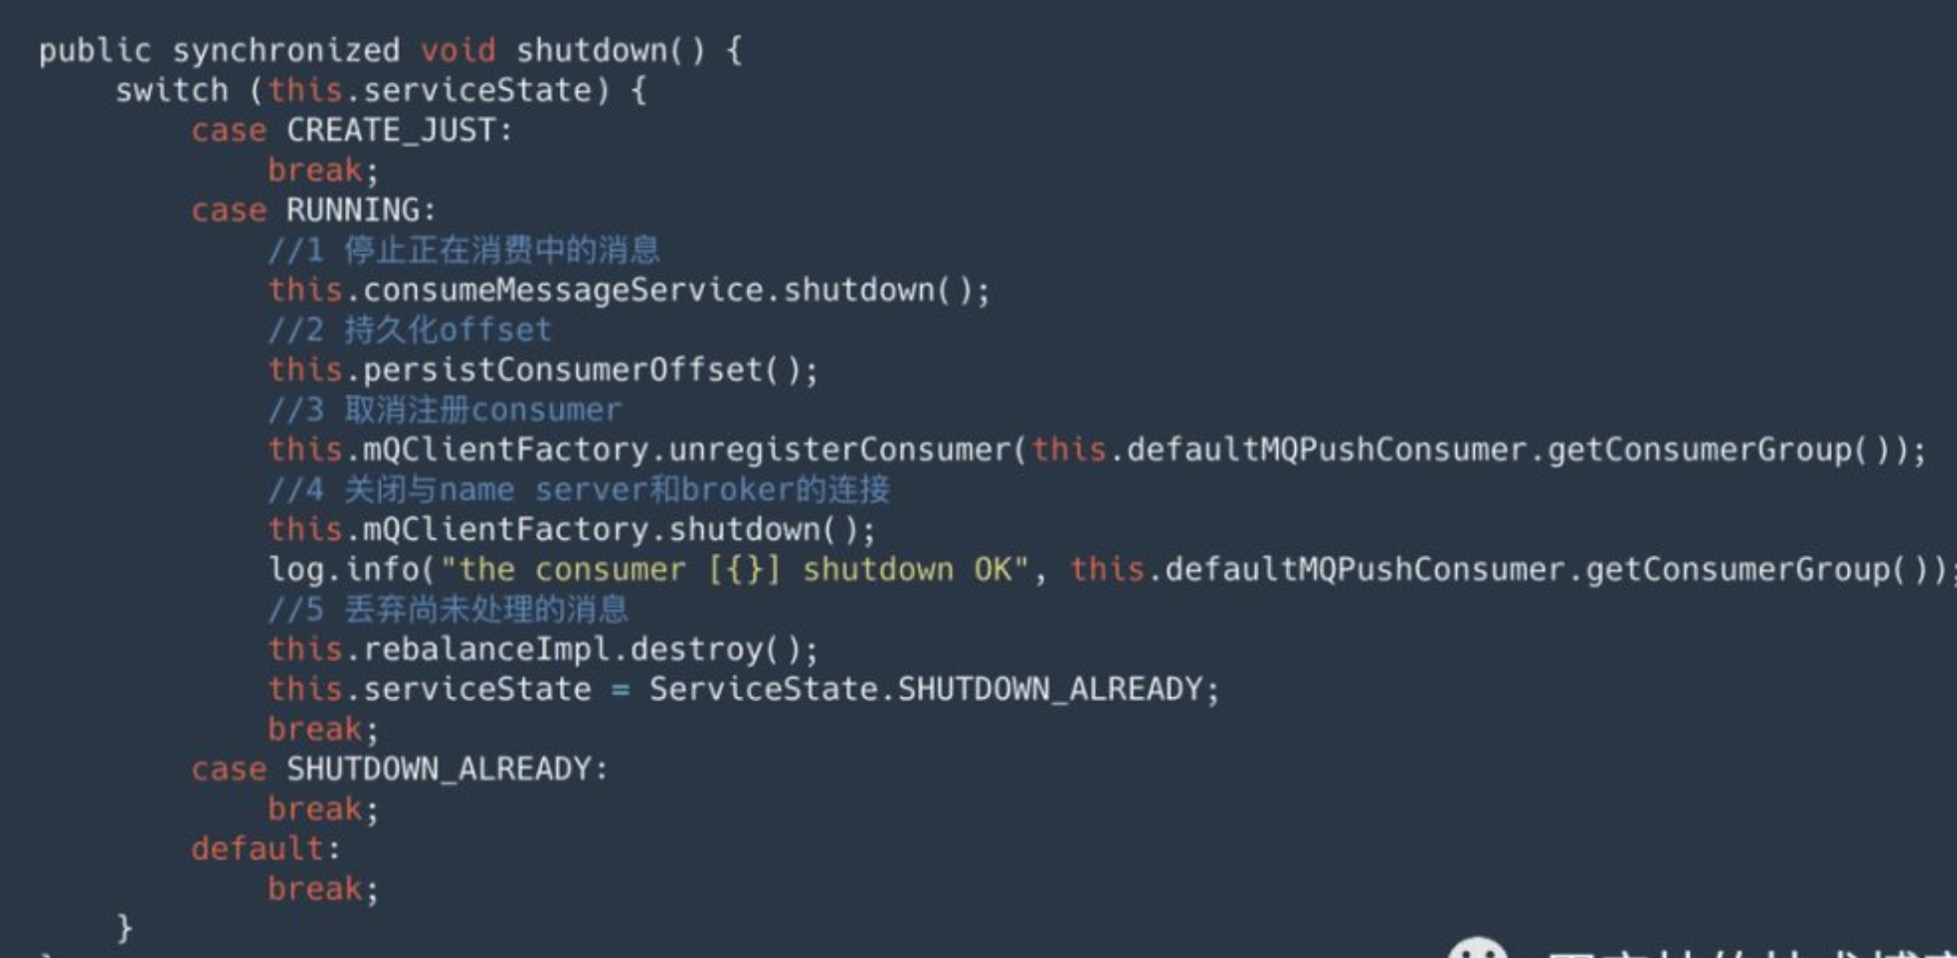 public synchronized void shutdown() {
    switch (this.serviceState) {
        case CREATE_JUST:
            break;
        case RUNNING:
            //1 停止正在消费中的消息
            this.consumeMessageService.shutdown();
            //2 持久化offset
            this.persistConsumerOffset();
            //3 取消注册consumer
            this.mQClientFactory.unregisterConsumer(this.defaultMQPushConsumer.getConsumerGroup());
            //4 关闭与name server和broker的连接
            this.mQClientFactory.shutdown();
            log.info("the consumer [{}] shutdown OK", this.defaultMQPushConsumer.getConsumerGroup());
            //5 丢弃尚未处理的消息
            this.rebalanceImpl.destroy();
            this.serviceState = ServiceState.SHUTDOWN_ALREADY;
            break;
        case SHUTDOWN_ALREADY:
            break;
        default:
            break;
    }